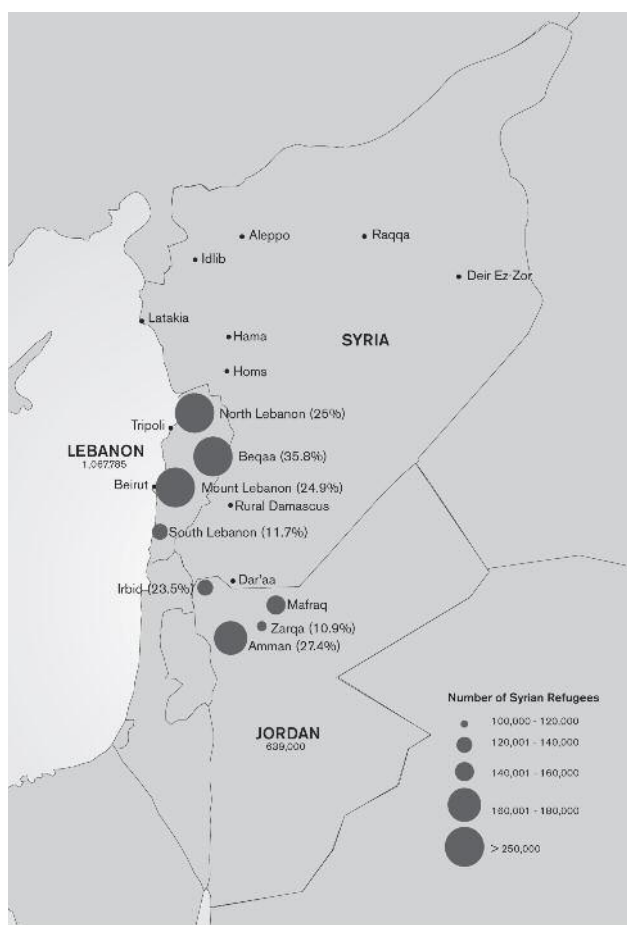 Aleppo
Raqqa
Idlib
Deir Ez-Zor
Latakia
Hama
SYRIA
Homs
North Lebanon (25%)
Tripoli
LEBANON
1,067,785
Beqaa (35.8%)
Beirut
Mount Lebanon (24.9%)
Rural Damascus
South Lebanon (11.7%)
Dar'aa
Irbid (23.5%)
Mafraq
Zarqa (10.9%)
Amman (27.4%)
JORDAN
639,000
Number of Syrian Refugees
100,000 - 120,000
120,001 - 140,000
140,001 - 160,000
160,001 - 180,000
> 250,000